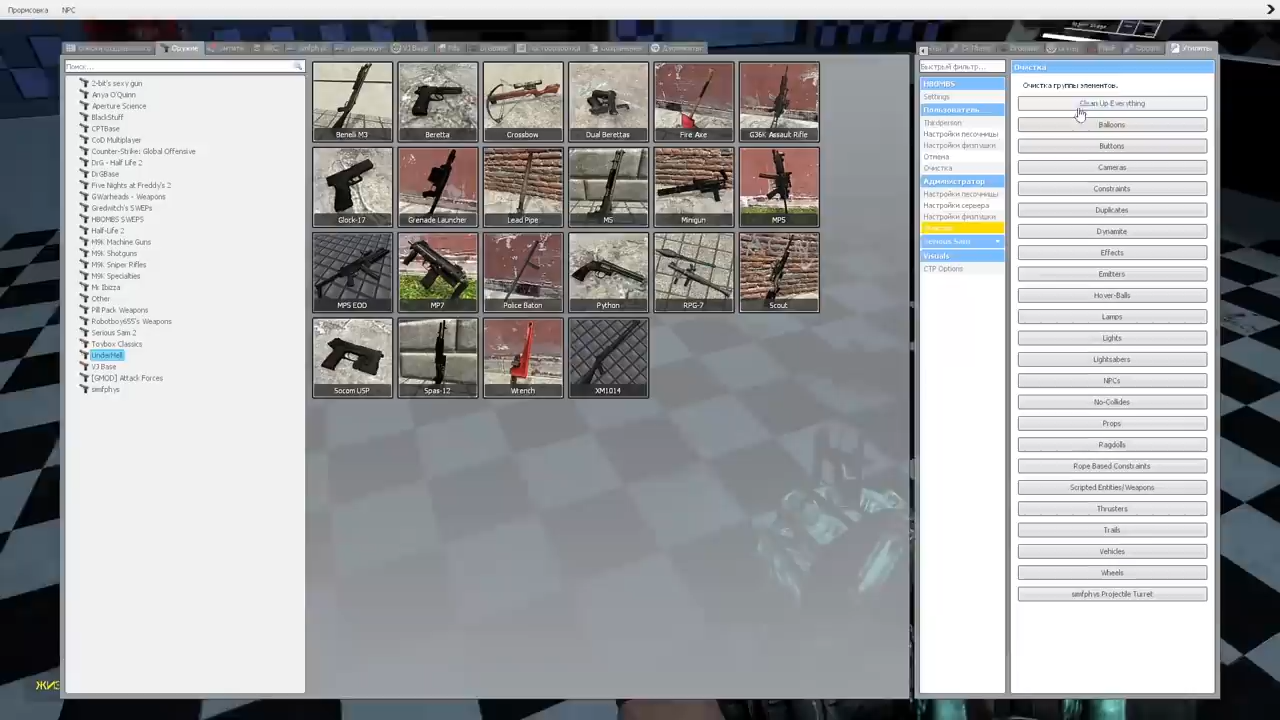 Прорисовка NPC
Оружие
VJ Base
Утилиты
Поиск...
2-bit's sexy gun
Anya O'Quinn
Aperture Science
BlackStuff
CPTBase
CoD Multiplayer
Counter-Strike: Global Offensive
DrG - Half Life 2
DrGBase
Five Nights at Freddy's 2
GWarheads - Weapons
Gredwitch's SWEPs
HBOMBS SWEPS
Half-Life 2
M9K Machine Guns
M9K Shotguns
M9K Sniper Rifles
M9K Specialties
Mr Ibizza
Other
Pill Pack Weapons
Robotboy655's Weapons
Serious Sam 2
Toybox Classics
UnderHell
VJ Base
[GMOD] Attack Forces
simfphys
Benelli M3
Beretta
Crossbow
Dual Berettas
Fire Axe
G36K Assault Rifle
Glock-17
Grenade Launcher
Lead Pipe
M5
Minigun
MP5
MP5 EOD
MP7
Police Baton
Python
RPG-7
Scout
Socom USP
Spas-12
Wrench
XM1014
Быстрый фильтр...
HBOMBS
Settings
Пользователь
Thirdperson
Настройки песочницы
Настройки физпушки
Отмена
Очистка
Администратор
Настройки песочницы
Настройки сервера
Настройки физпушки
Serious Sam
Visuals
CTP Options
Очистка
Очистка группы элементов.
Clean Up Everything
Balloons
Buttons
Cameras
Constraints
Duplicates
Dynamite
Effects
Emitters
Hover-Balls
Lamps
Lights
Lightsabers
NPCs
No-Collides
Props
Ragdolls
Rope Based Constraints
Scripted Entities/Weapons
Thrusters
Trails
Vehicles
Wheels
simfphys Projectile Turret